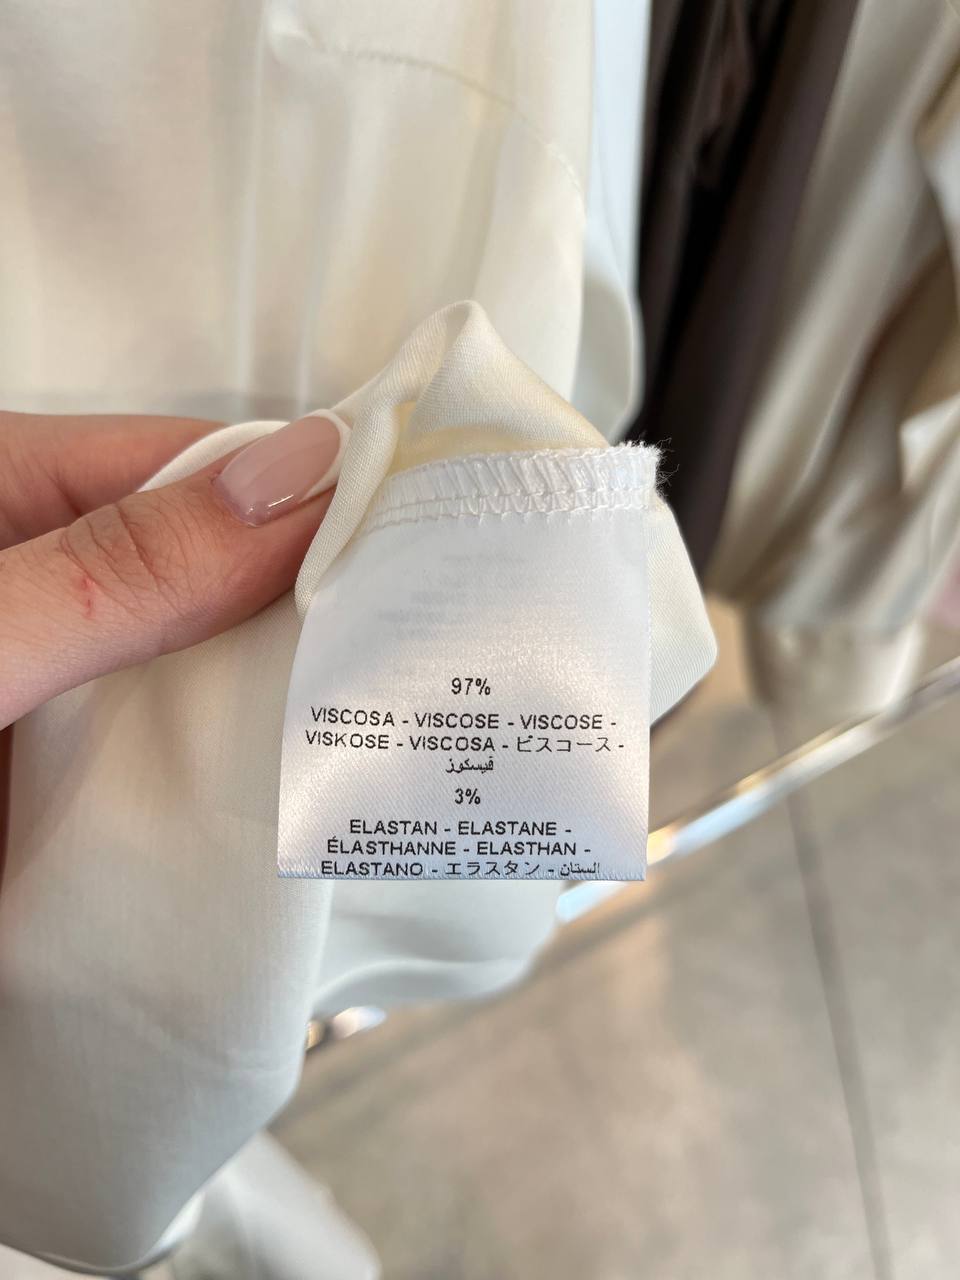 97%
VISCOSA - VISCOSE - VISCOSE -
VISKOSE - VISCOSA - ビスコース -
فيسكوز
3%
ELASTAN - ELASTANE -
ÉLASTHANNE - ELASTHAN -
ELASTANO - エラスタン - الستان